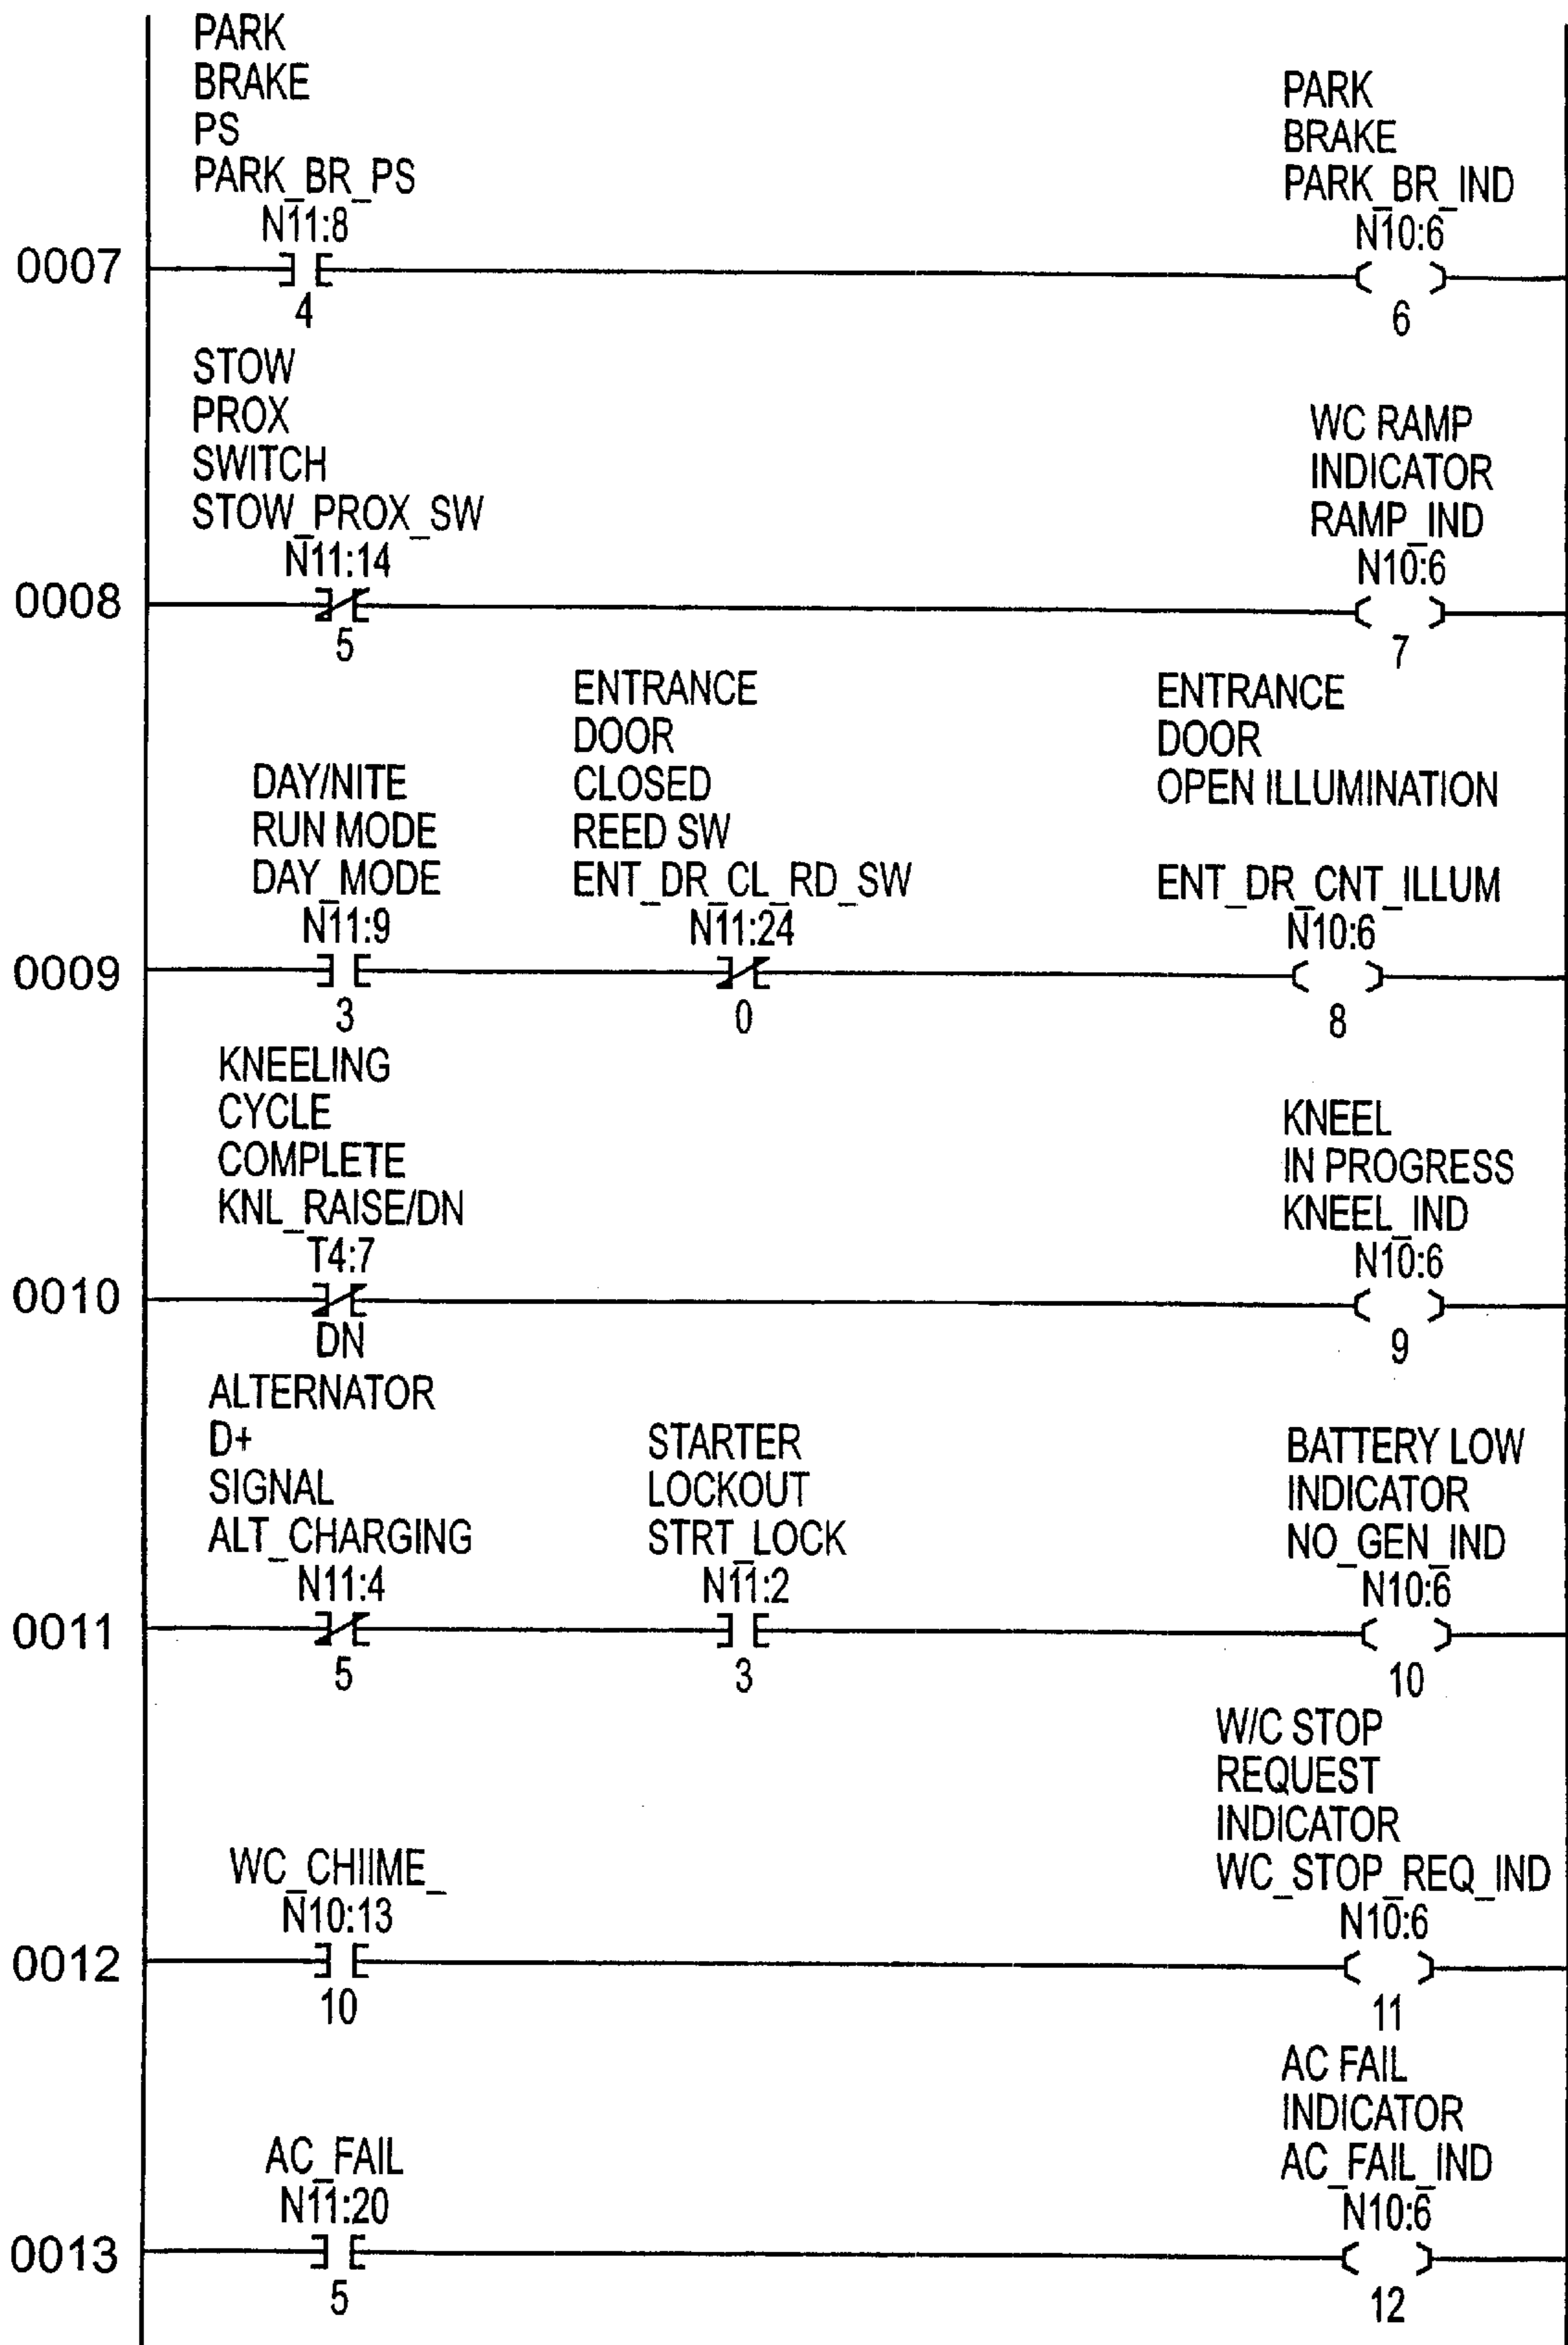 PARK
BRAKE
PS
PARK_BR_PS
N11:8
4
PARK
BRAKE
PARK_BR_IND
N10:6
6
0007
STOW
PROX
SWITCH
STOW_PROX_SW
N11:14
5
WC RAMP
INDICATOR
RAMP_IND
N10:6
7
0008
DAY/NITE
RUN MODE
DAY_MODE
N11:9
3
ENTRANCE
DOOR
CLOSED
REED SW
ENT_DR_CL_RD_SW
N11:24
0
ENTRANCE
DOOR
OPEN ILLUMINATION
ENT_DR_CNT_ILLUM
N10:6
8
0009
KNEELING
CYCLE
COMPLETE
KNL_RAISE/DN
T4:7
DN
KNEEL
IN PROGRESS
KNEEL_IND
N10:6
9
0010
ALTERNATOR
D+
SIGNAL
ALT_CHARGING
N11:4
5
STARTER
LOCKOUT
STRT_LOCK
N11:2
3
BATTERY LOW
INDICATOR
NO_GEN_IND
N10:6
10
0011
WC_CHIIME_
N10:13
10
W/C STOP
REQUEST
INDICATOR
WC_STOP_REQ_IND
N10:6
11
0012
AC_FAIL
N11:20
5
AC FAIL
INDICATOR
AC_FAIL_IND
N10:6
12
0013